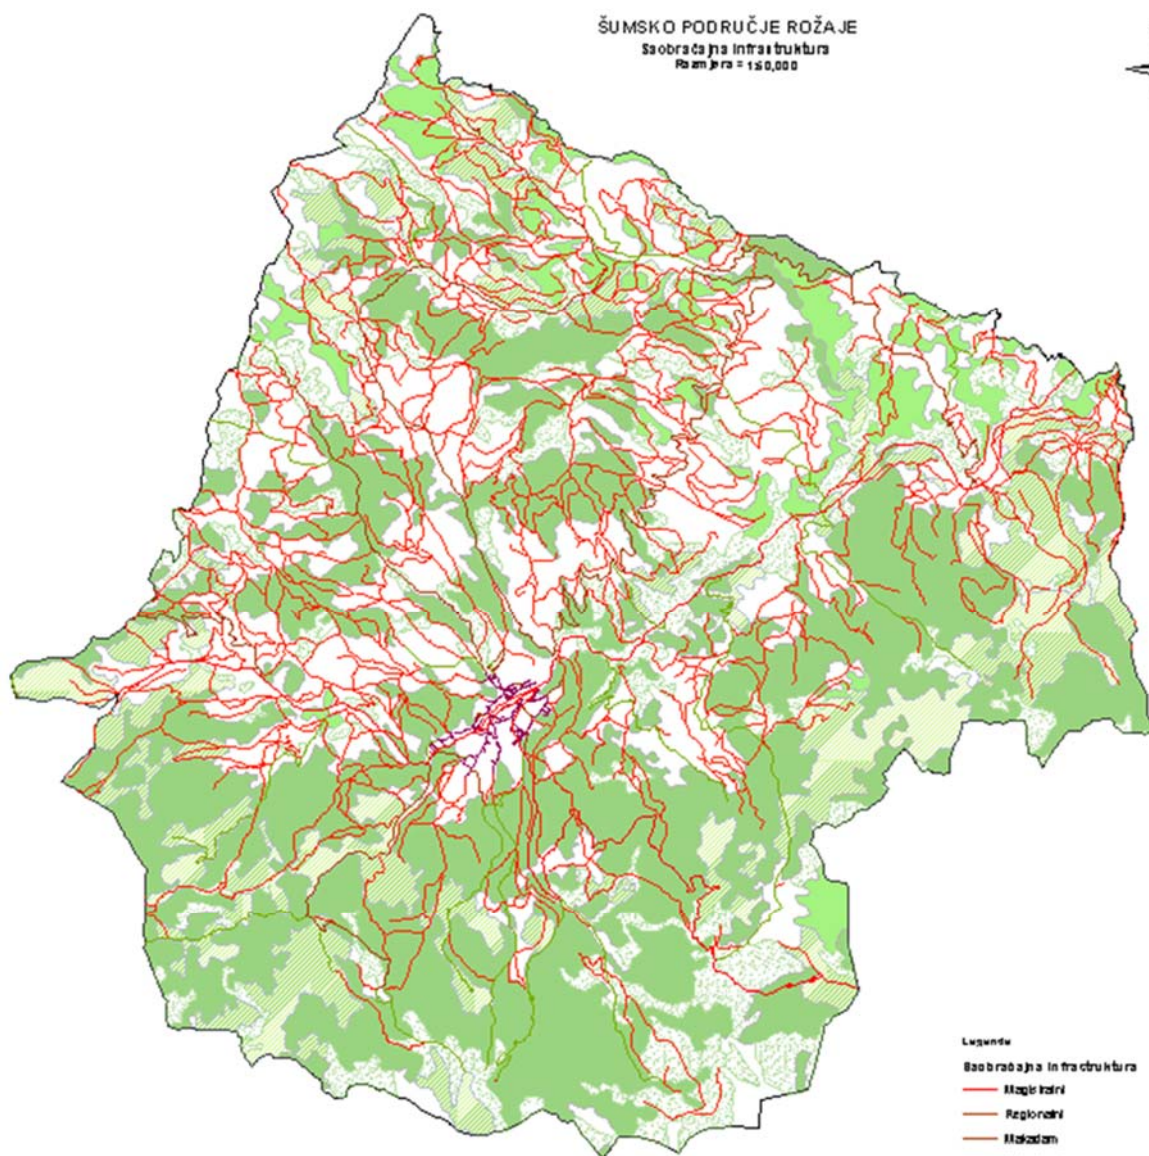 ŠUMSKO PODRUČJE ROŽAJE
Saobraćajna Infrastruktura
Razmjera = 1:50,000
Legenda
Saobraćajna Infrastruktura
Magistralni
Regionalni
Makadam